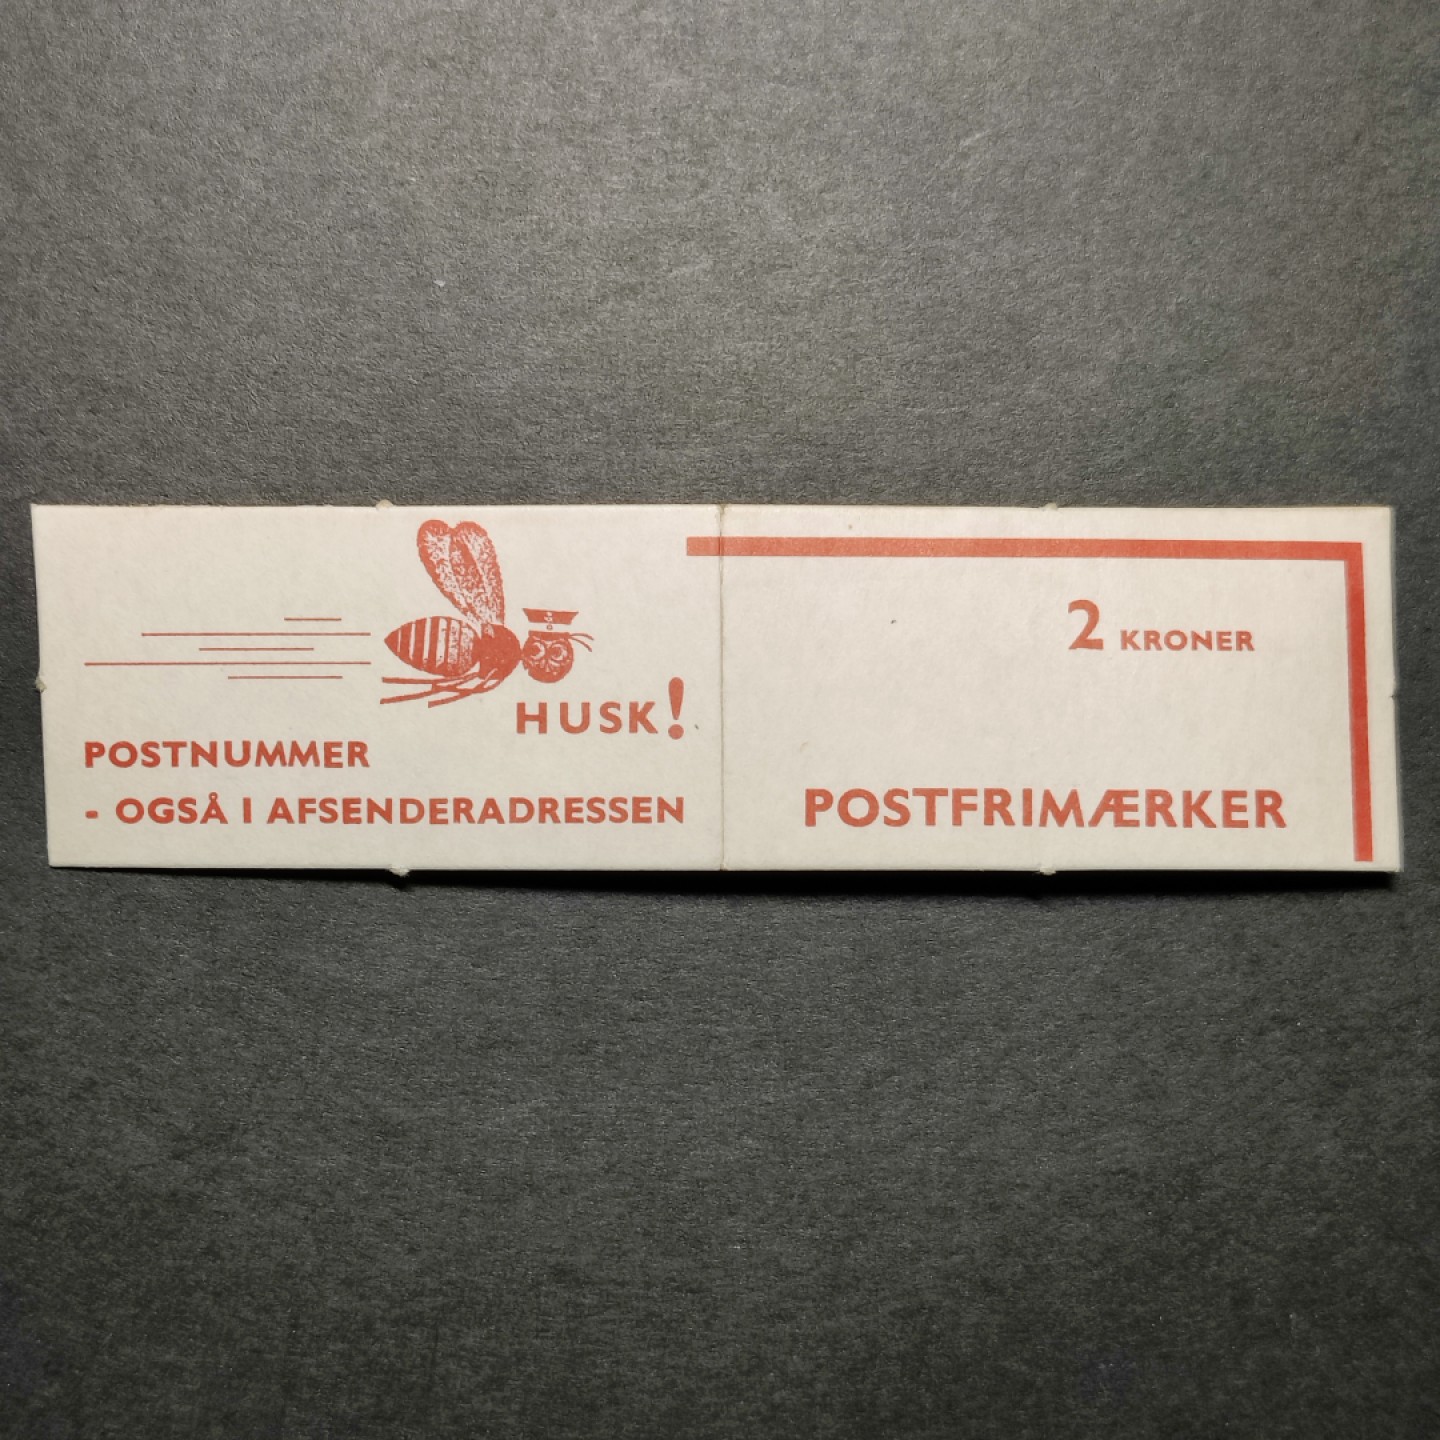 HUSK!
POSTNUMMER
- OGSÅ I AFSENDERADRESSEN
2 KRONER
POSTFRIMÆRKER